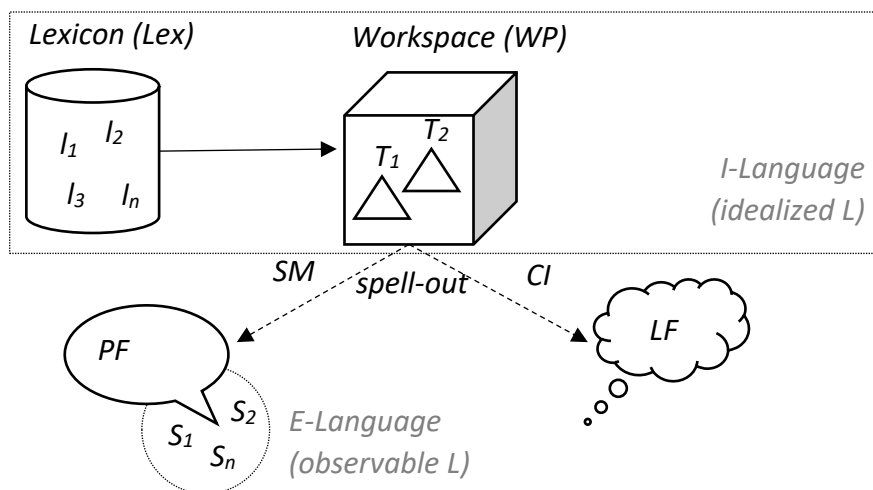 Lexicon (Lex)
Workspace (WP)
l₁ l₂
l₃ lₙ
T₁ T₂
I-Language
(idealized L)
SM spell-out CI
PF
LF
S₁ S₂
Sₙ
E-Language
(observable L)